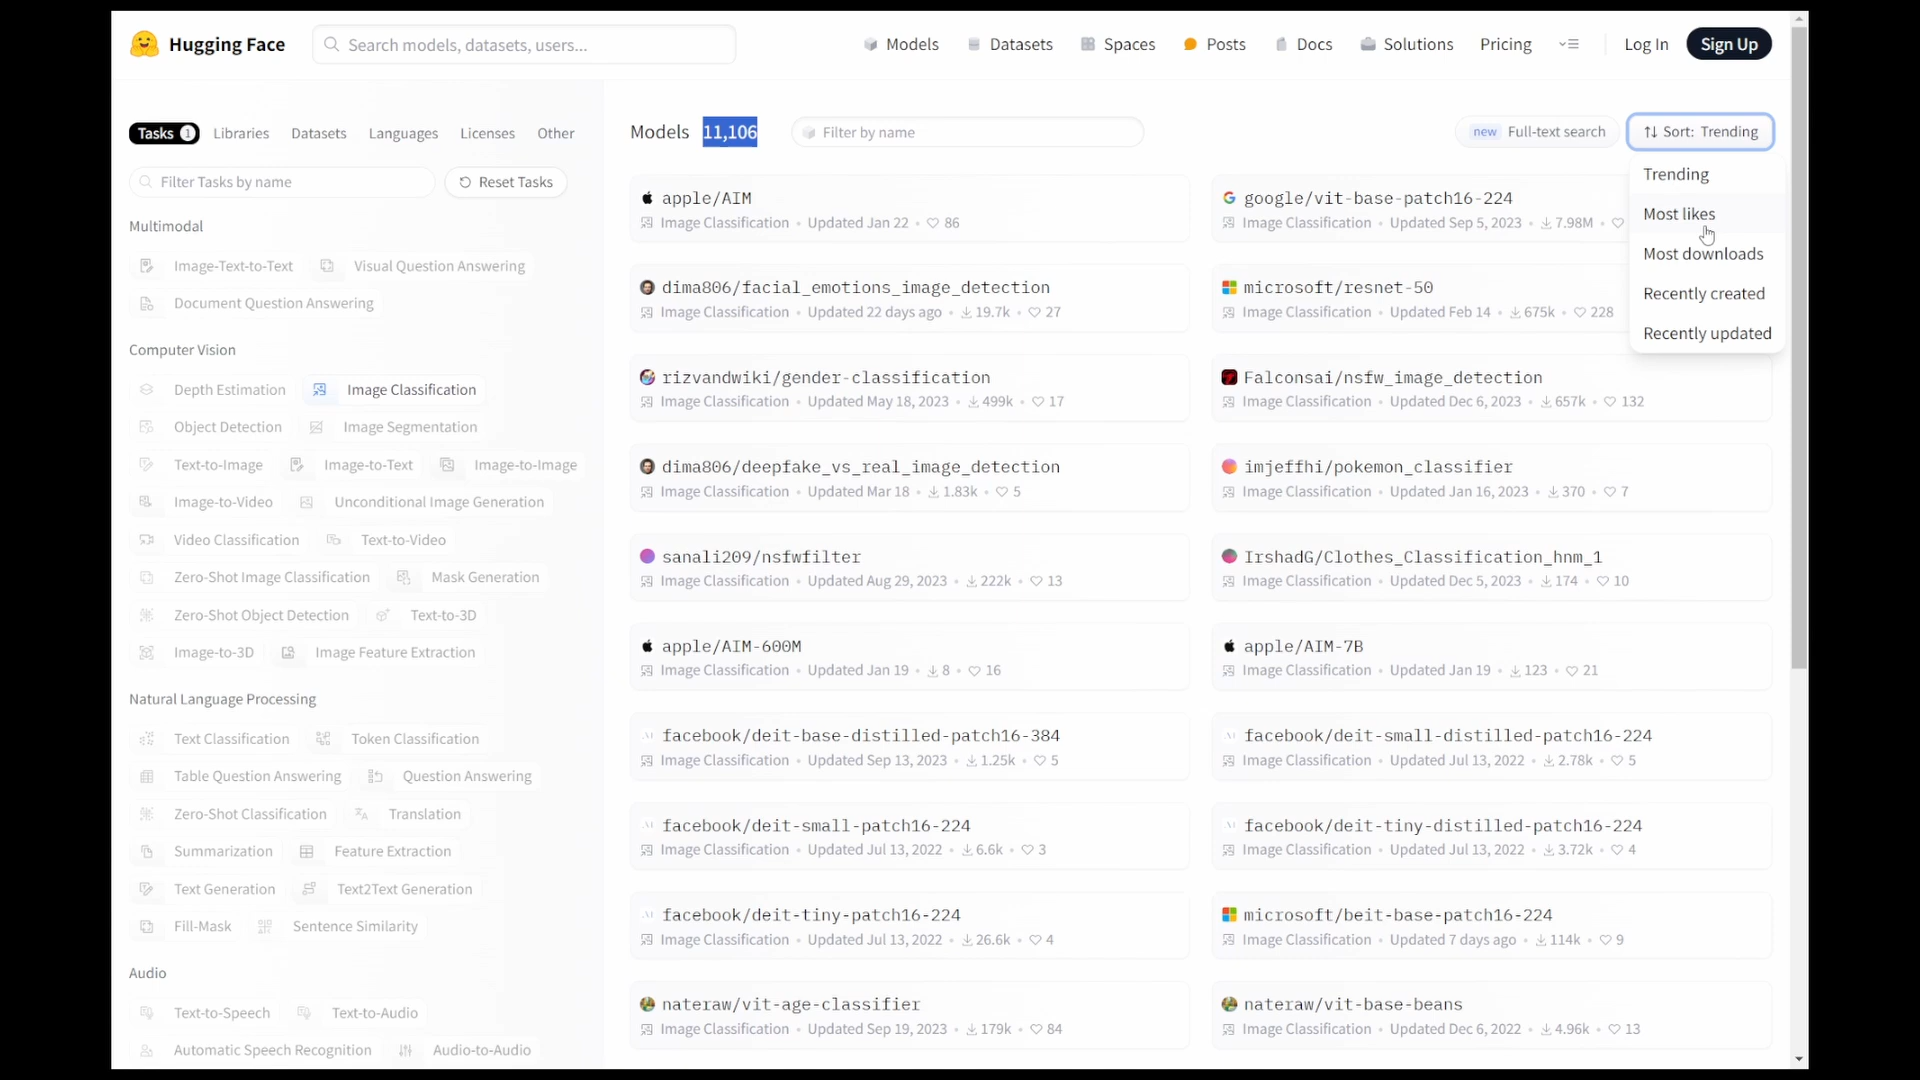 Hugging Face
Search models, datasets, users...
Models
Datasets
Spaces
Posts
Docs
Solutions
Pricing
Log In
Sign Up
Tasks 1
Libraries
Datasets
Languages
Licenses
Other
Filter Tasks by name
Reset Tasks
Multimodal
Image-Text-to-Text
Visual Question Answering
Document Question Answering
Computer Vision
Depth Estimation
Image Classification
Object Detection
Image Segmentation
Text-to-Image
Image-to-Text
Image-to-Image
Image-to-Video
Unconditional Image Generation
Video Classification
Text-to-Video
Zero-Shot Image Classification
Mask Generation
Zero-Shot Object Detection
Text-to-3D
Image-to-3D
Image Feature Extraction
Natural Language Processing
Text Classification
Token Classification
Table Question Answering
Question Answering
Zero-Shot Classification
Translation
Summarization
Feature Extraction
Text Generation
Text2Text Generation
Fill-Mask
Sentence Similarity
Audio
Text-to-Speech
Text-to-Audio
Automatic Speech Recognition
Audio-to-Audio
Models 11,106
Filter by name
new Full-text search
Sort: Trending
Trending
Most likes
Most downloads
Recently created
Recently updated
apple/AIM
Image Classification • Updated Jan 22 • 86
google/vit-base-patch16-224
Image Classification • Updated Sep 5, 2023 • 7.98M •
dima806/facial_emotions_image_detection
Image Classification • Updated 22 days ago • 19.7k • 27
microsoft/resnet-50
Image Classification • Updated Feb 14 • 675k • 228
rizvandwiki/gender-classification
Image Classification • Updated May 18, 2023 • 499k • 17
Falconsai/nsfw_image_detection
Image Classification • Updated Dec 6, 2023 • 657k • 132
dima806/deepfake_vs_real_image_detection
Image Classification • Updated Mar 18 • 1.83k • 5
imjeffhi/pokemon_classifier
Image Classification • Updated Jan 16, 2023 • 370 • 7
sanali209/nsfwfilter
Image Classification • Updated Aug 29, 2023 • 222k • 13
IrshadG/Clothes_Classification_hnm_1
Image Classification • Updated Dec 5, 2023 • 174 • 10
apple/AIM-600M
Image Classification • Updated Jan 19 • 8 • 16
apple/AIM-7B
Image Classification • Updated Jan 19 • 123 • 21
facebook/deit-base-distilled-patch16-384
Image Classification • Updated Sep 13, 2023 • 1.25k • 5
facebook/deit-small-distilled-patch16-224
Image Classification • Updated Jul 13, 2022 • 2.78k • 5
facebook/deit-small-patch16-224
Image Classification • Updated Jul 13, 2022 • 6.6k • 3
facebook/deit-tiny-distilled-patch16-224
Image Classification • Updated Jul 13, 2022 • 3.72k • 4
facebook/deit-tiny-patch16-224
Image Classification • Updated Jul 13, 2022 • 26.6k • 4
microsoft/beit-base-patch16-224
Image Classification • Updated 7 days ago • 114k • 9
nateraw/vit-age-classifier
Image Classification • Updated Sep 19, 2023 • 179k • 84
nateraw/vit-base-beans
Image Classification • Updated Dec 6, 2022 • 4.96k • 13